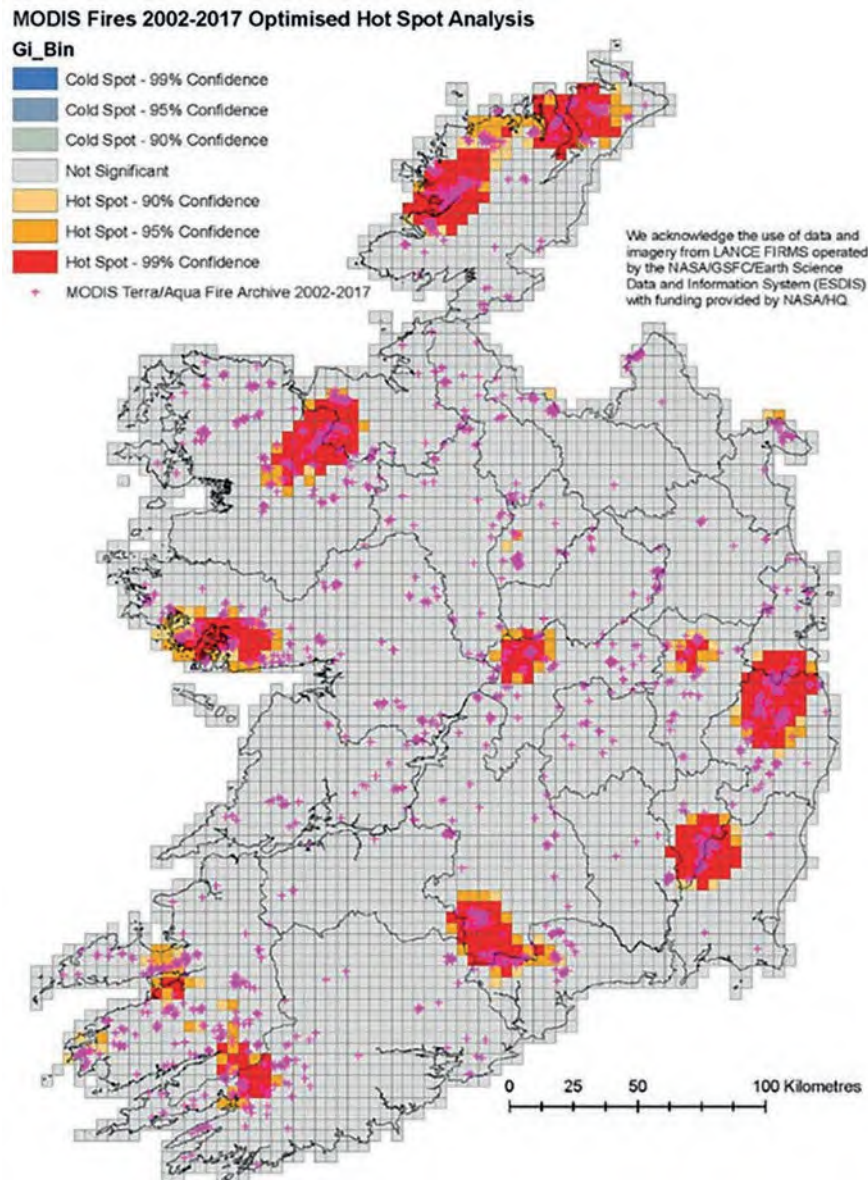 MODIS Fires 2002-2017 Optimised Hot Spot Analysis
Gi_Bin
Cold Spot - 99% Confidence
Cold Spot - 95% Confidence
Cold Spot - 90% Confidence
Not Significant
Hot Spot - 90% Confidence
Hot Spot - 95% Confidence
Hot Spot - 99% Confidence
MODIS Terra/Aqua Fire Archive 2002-2017
We acknowledge the use of data and
imagery from LANCE FIRMS operated
by the NASA/GSFC/Earth Science
Data and Information System (ESDIS)
with funding provided by NASA/HQ.
0 25 50 100 Kilometres